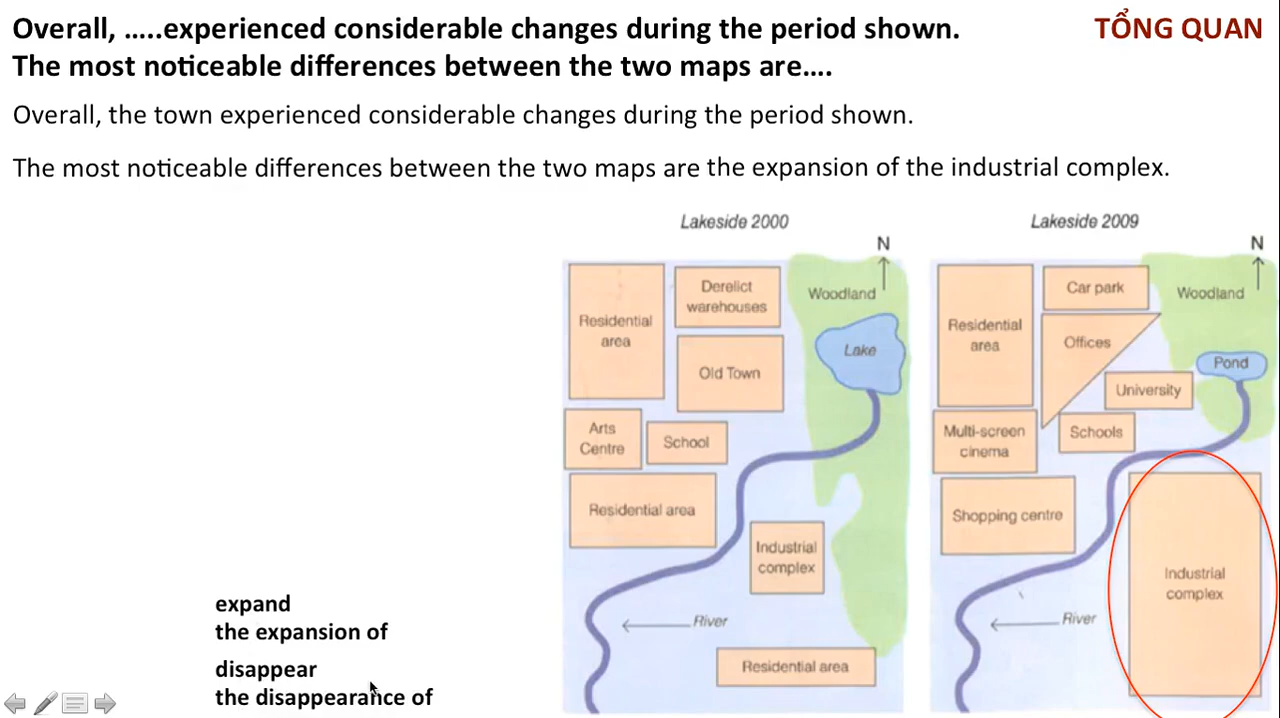 Overall, …..experienced considerable changes during the period shown.
The most noticeable differences between the two maps are….
TỔNG QUAN
Overall, the town experienced considerable changes during the period shown.
The most noticeable differences between the two maps are the expansion of the industrial complex.
Lakeside 2000
N
Residential
area
Derelict
warehouses
Woodland
Lake
Old Town
Arts
Centre
School
Residential area
Industrial
complex
River
Residential area
Lakeside 2009
N
Residential
area
Car park
Woodland
Offices
Pond
University
Multi-screen
cinema
Schools
Shopping centre
Industrial
complex
River
expand
the expansion of
disappear
the disappearance of